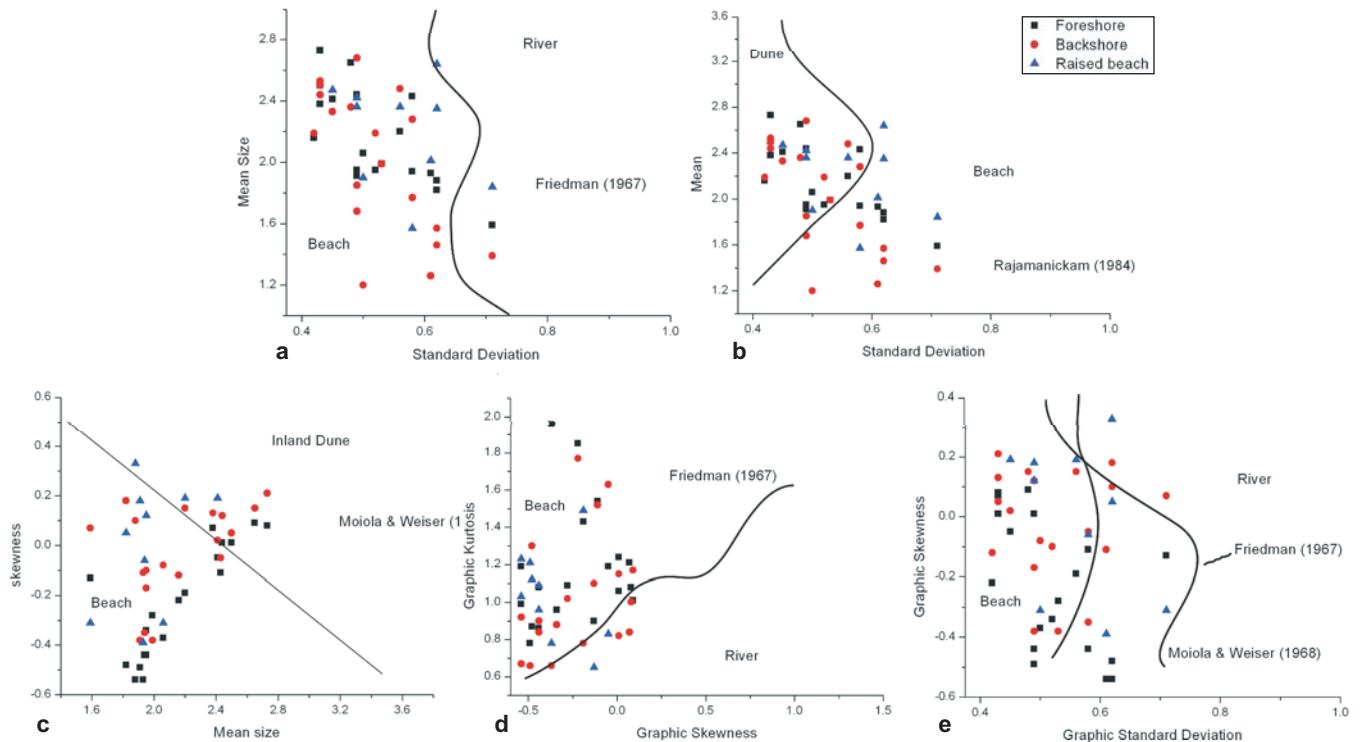 Foreshore
Backshore
Raised beach
2.8
2.4
2.0
1.6
1.2
Mean Size
River
Friedman (1967)
Beach
0.4 0.6 0.8 1.0
a Standard Deviation
3.6
3.2
2.8
2.4
2.0
1.6
1.2
Mean
Dune
Beach
Rajamanickam (1984)
0.4 0.6 0.8 1.0
b Standard Deviation
0.6
0.4
0.2
0.0
-0.2
-0.4
-0.6
skewness
Inland Dune
Moiola & Weiser (1
Beach
1.6 2.0 2.4 2.8 3.2 3.6
c Mean size
2.0
1.8
1.6
1.4
1.2
1.0
0.8
0.6
Graphic Kurtosis
Friedman (1967)
Beach
River
-0.5 0.0 0.5 1.0 1.5
d Graphic Skewness
0.4
0.2
0.0
-0.2
-0.4
-0.6
Graphic Skewness
River
Friedman (1967)
Beach
Moiola & Weiser (1968)
0.4 0.6 0.8 1.0
e Graphic Standard Deviation